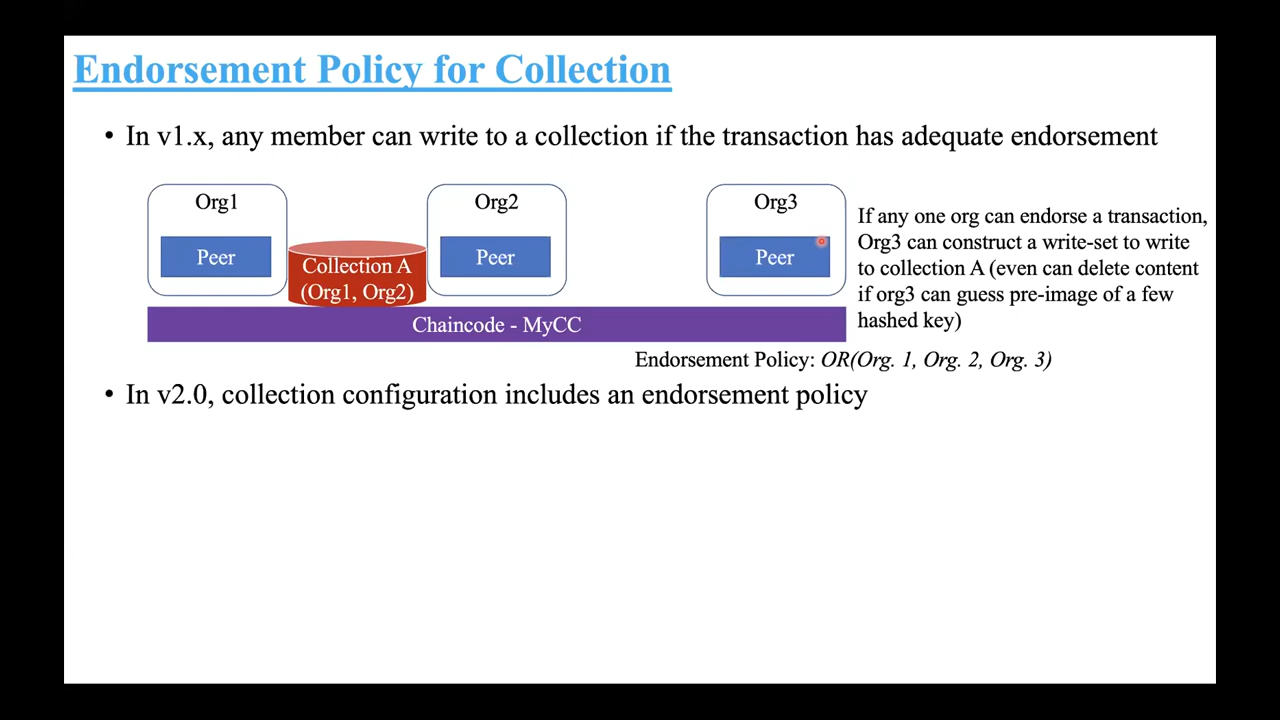 Endorsement Policy for Collection
• In v1.x, any member can write to a collection if the transaction has adequate endorsement
Org1
Org2
Org3
Peer
Peer
Peer
Collection A
(Org1, Org2)
Chaincode - MyCC
If any one org can endorse a transaction,
Org3 can construct a write-set to write
to collection A (even can delete content
if org3 can guess pre-image of a few
hashed key)
Endorsement Policy: OR(Org. 1, Org. 2, Org. 3)
• In v2.0, collection configuration includes an endorsement policy